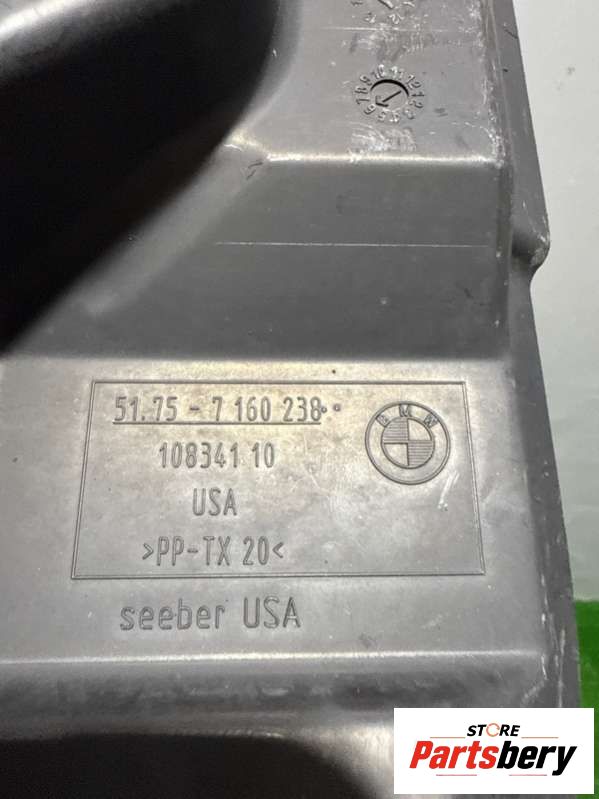 51.75 - 7 160 238
BMW
108341 10
USA
>PP-TX 20<
seeber USA
STORE
Partsbery